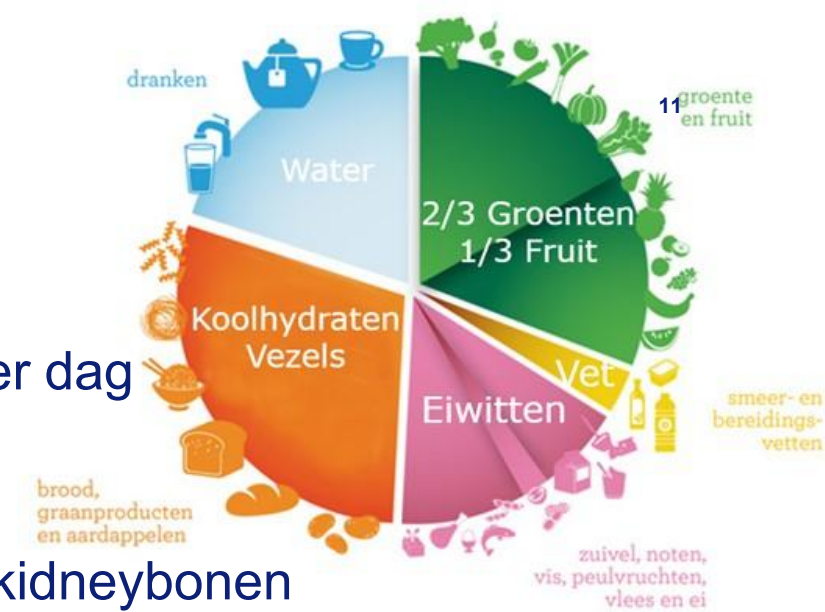 dranken
11
groente
en fruit
Water
2/3 Groenten
1/3 Fruit
Koolhydraten
Vezels
er dag
Vet
Eiwitten
smeer- en
bereidings-
vetten
brood,
graanproducten
en aardappelen
kidneybonen
zuivel, noten,
vis, peulvruchten,
vlees en ei